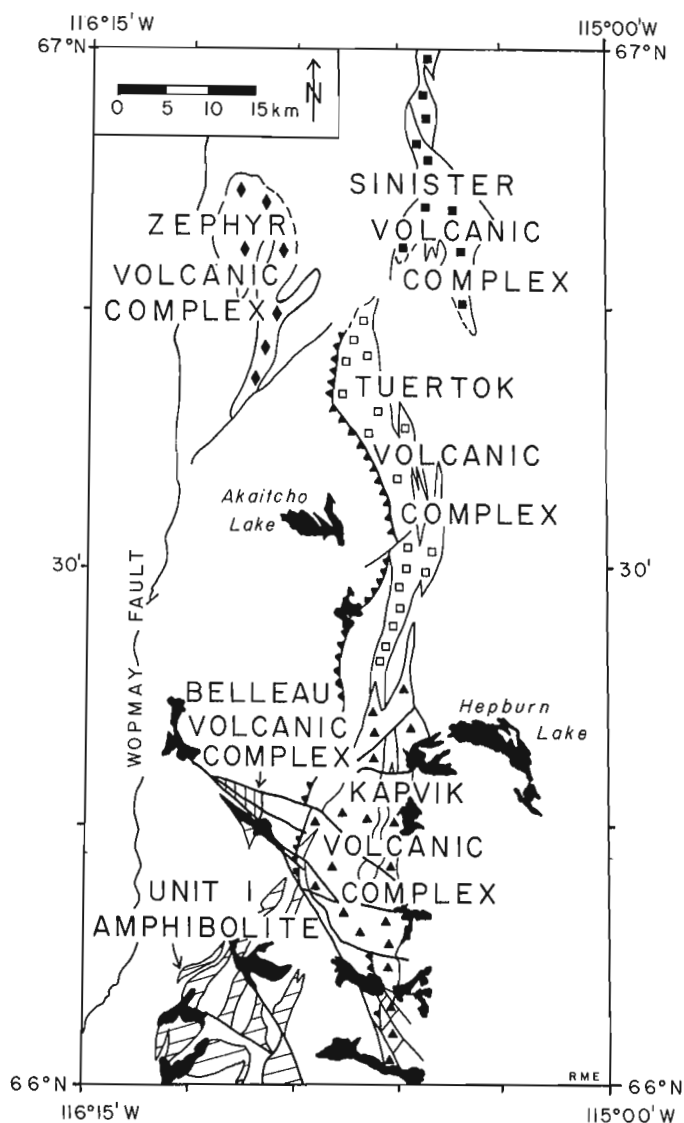 116°15'W
115°00'W
67°N
67°N
0 5 10 15km
N
SINISTER
VOLCANIC
COMPLEX
ZEPHYR
VOLCANIC
COMPLEX
TUERTOK
VOLCANIC
COMPLEX
Akaitcho
Lake
30'
30'
WOPMAY FAULT
BELLEAU
VOLCANIC
COMPLEX
Hepburn
Lake
KAPVIK
VOLCANIC
COMPLEX
UNIT 1
AMPHIBOLITE
RME
66°N
66°N
116°15'W
115°00'W